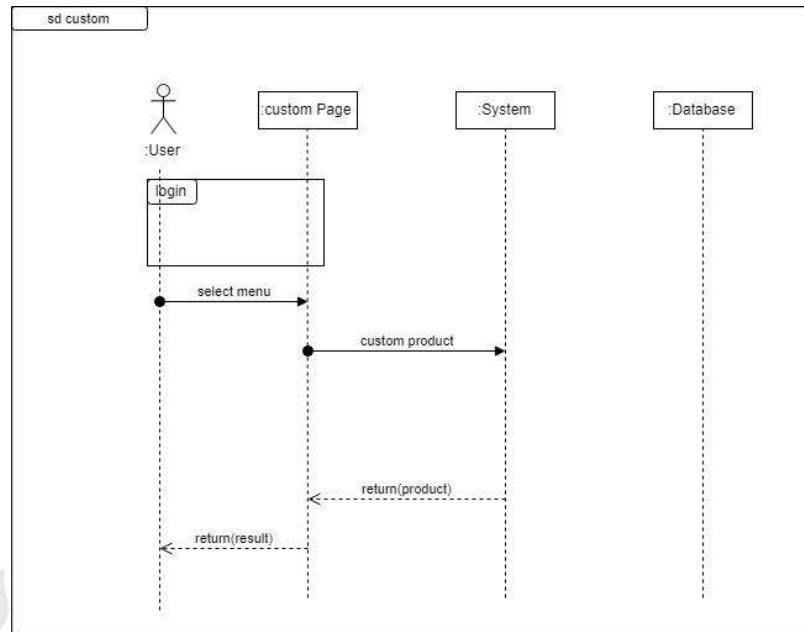 sd custom
:User
:custom Page
:System
:Database
login
select menu
custom product
return(product)
return(result)